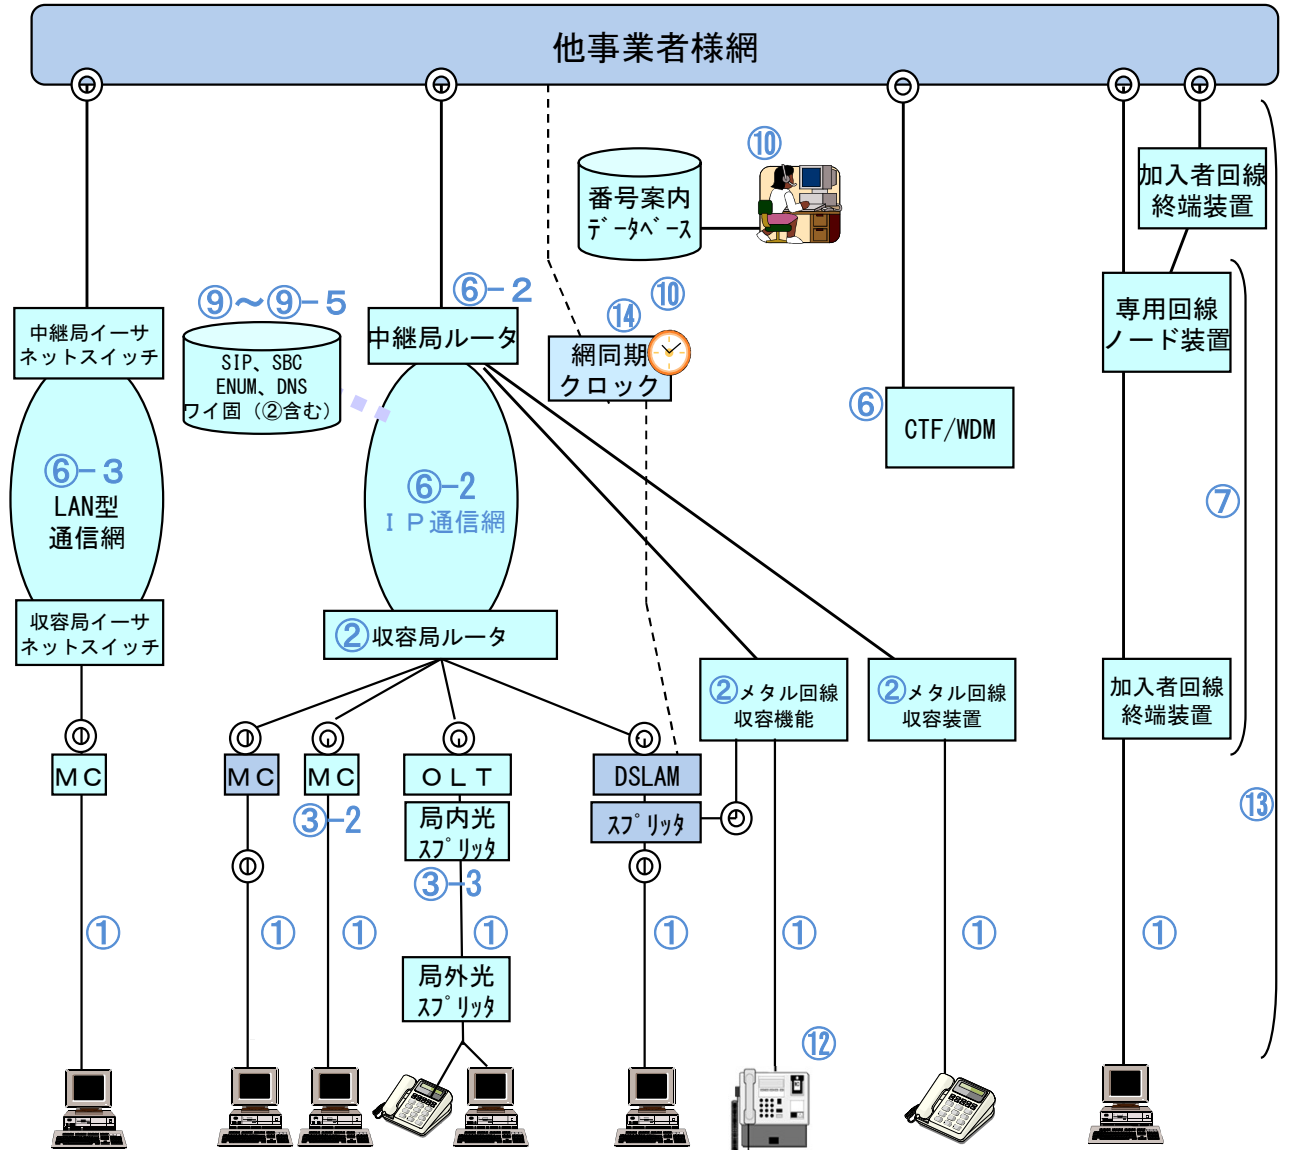 他事業者様網
⑩
番号案内
ﾃﾞｰﾀﾍﾞｰｽ
加入者回線
終端装置
⑥-２
⑩
⑭
⑨～⑨-５
中継局イーサ
ネットスイッチ
SIP、SBC
ENUM、DNS
ワイ固（②含む）
中継局ルータ
網同期
クロック
専用回線
ノード装置
⑥
CTF/WDM
⑥-３
LAN型
通信網
⑥-2
ＩＰ通信網
⑦
収容局イーサ
ネットスイッチ
②収容局ルータ
②メタル回線
収容機能
②メタル回線
収容装置
加入者回線
終端装置
ＭＣ
ＭＣ
ＭＣ
ＯＬＴ
DSLAM
③-2
局内光
ｽﾌﾟﾘｯﾀ
ｽﾌﾟﾘｯﾀ
⑬
③-3
①
①
①
①
①
①
①
①
局外光
ｽﾌﾟﾘｯﾀ
⑫